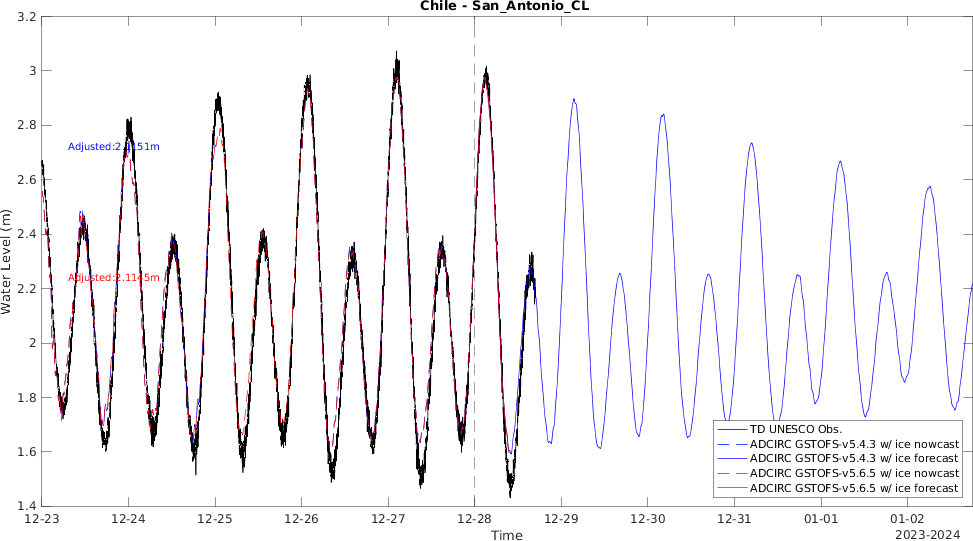 Chile - San_Antonio_CL
Water Level (m)
3.2
3
2.8
2.6
2.4
2.2
2
1.8
1.6
1.4
Adjusted:2.1151m
Adjusted:2.1145m
TD UNESCO Obs.
ADCIRC GSTOFS-v5.4.3 w/ ice nowcast
ADCIRC GSTOFS-v5.4.3 w/ ice forecast
ADCIRC GSTOFS-v5.6.5 w/ ice nowcast
ADCIRC GSTOFS-v5.6.5 w/ ice forecast
12-23 12-24 12-25 12-26 12-27 12-28 12-29 12-30 12-31 01-01 01-02
Time
2023-2024